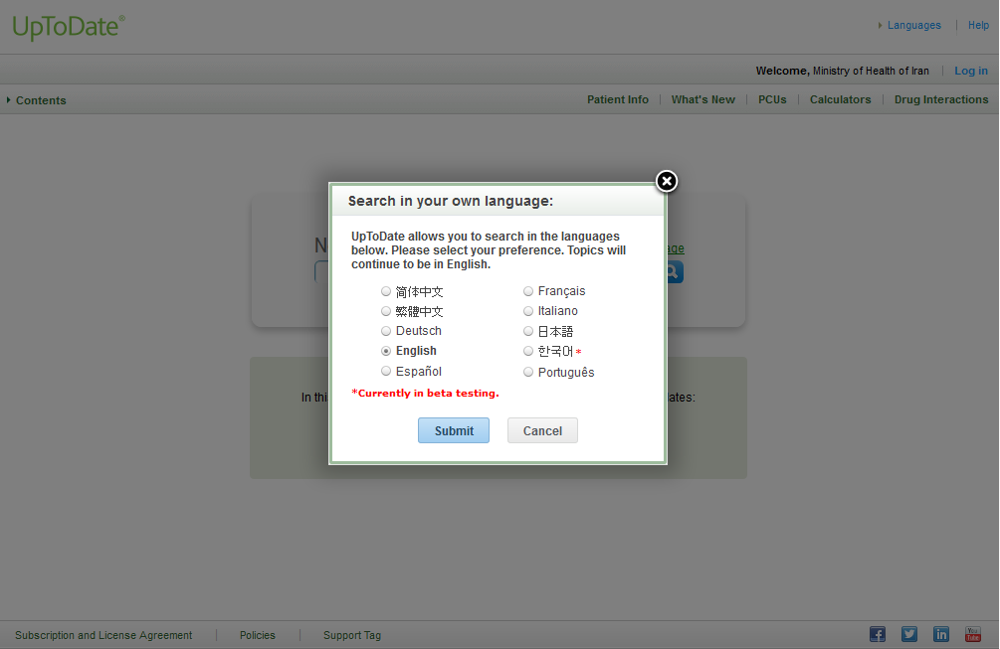 UpToDate®
Languages
Help
Welcome, Ministry of Health of Iran
Log in
Contents
Patient Info
What's New
PCUs
Calculators
Drug Interactions
Search in your own language:
UpToDate allows you to search in the languages
below. Please select your preference. Topics will
continue to be in English.
简体中文
Français
繁體中文
Italiano
Deutsch
日本語
English
한국어 *
Español
Português
*Currently in beta testing.
Submit
Cancel
In
Subscription and License Agreement
Policies
Support Tag